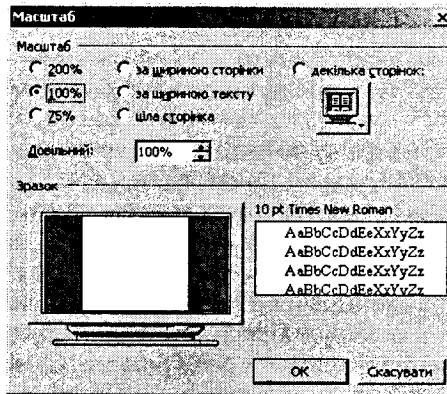 Масштаб
Масштаб
200% за шириною сторінки декілька сторінок:
100% за шириною тексту
75% ціла сторінка
Довільний: 100%
Зразок
10 pt Times New Roman
AaBbCcDdEeXxYyZz
AaBbCcDdEeXxYyZz
AaBbCcDdEeXxYyZz
AaBbCcDdEeXxYyZz
OK Скасувати